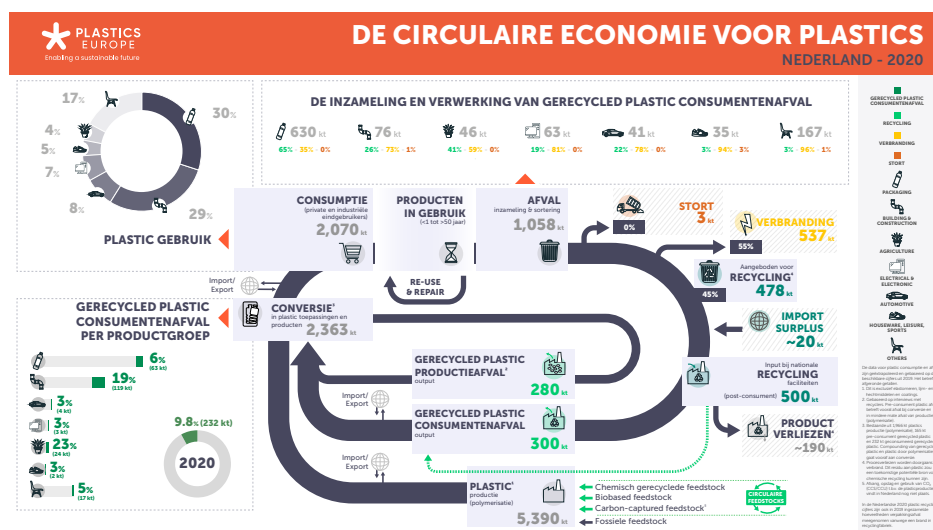 PLASTICS
EUROPE
Enabling a sustainable future
DE CIRCULAIRE ECONOMIE VOOR PLASTICS
NEDERLAND - 2020
17%
4%
5%
7%
8%
30%
29%
PLASTIC GEBRUIK
DE INZAMELING EN VERWERKING VAN GERECYCLED PLASTIC CONSUMENTENAFVAL
630 kt
65% - 35% - 0%
76 kt
26% - 73% - 1%
46 kt
41% - 59% - 0%
63 kt
19% - 81% - 0%
41 kt
22% - 78% - 0%
35 kt
3% - 94% - 3%
167 kt
3% - 96% - 1%
CONSUMPTIE
(private en industriële
eindgebruikers)
2,070 kt
PRODUCTEN
IN GEBRUIK
(<1 tot >50 jaar)
AFVAL
inzameling & sortering
1,058 kt
0%
STORT
3 kt
VERBRANDING
537 kt
55%
45%
Aangeboden voor
RECYCLING
478 kt
RE-USE
& REPAIR
Import/
Export
CONVERSIE
in plastic toepassingen en
producten
2,363 kt
IMPORT
SURPLUS
~20 kt
Input bij nationale
RECYCLING
faciliteiten
(post-consument)
500 kt
PRODUCT
VERLIEZEN
~190 kt
GERECYCLED PLASTIC
PRODUCTIEAFVAL
output
280 kt
Import/
Export
GERECYCLED PLASTIC
CONSUMENTENAFVAL
output
300 kt
Import/
Export
PLASTIC
productie
(polymerisatie)
5,390 kt
Chemisch gerecyclede feedstock
Biobased feedstock
Carbon-captured feedstock
Fossiele feedstock
CIRCULAIRE
FEEDSTOCKS
GERECYCLED PLASTIC
CONSUMENTENAFVAL
PER PRODUCTGROEP
6%
(63 kt)
19%
(119 kt)
3%
(4 kt)
3%
(3 kt)
23%
(24 kt)
3%
(2 kt)
5%
(17 kt)
9.8% (232 kt)
2020
GERECYCLED PLASTIC
CONSUMENTENAFVAL
RECYCLING
VERBRANDING
STORT
PACKAGING
BUILDING &
CONSTRUCTION
AGRICULTURE
ELECTRICAL &
ELECTRONIC
AUTOMOTIVE
HOUSEWARE, LEISURE,
SPORTS
OTHERS